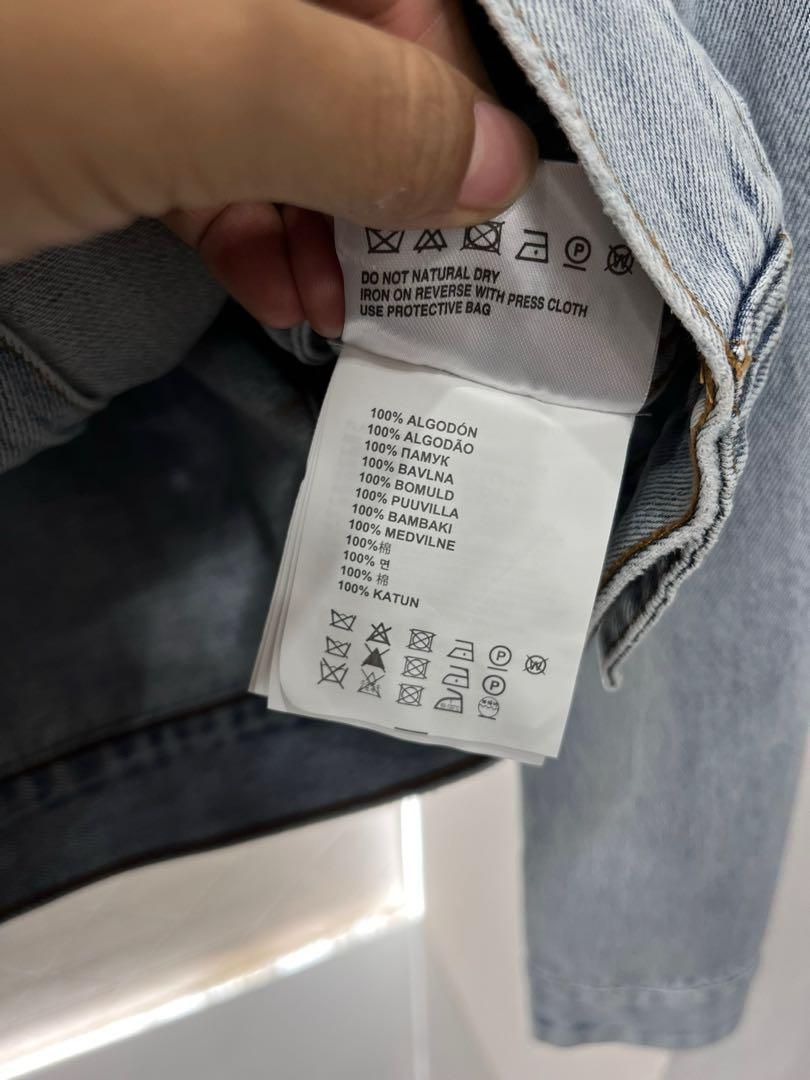 P W
DO NOT NATURAL DRY
IRON ON REVERSE WITH PRESS CLOTH
USE PROTECTIVE BAG
100% ALGODÓN
100% ALGODÃO
100% ПАМУК
100% BAVLNA
100% BOMULD
100% PUUVILLA
100% BAMBAKI
100% MEDVILNE
100%棉
100% 면
100% 棉
100% KATUN
P W
P